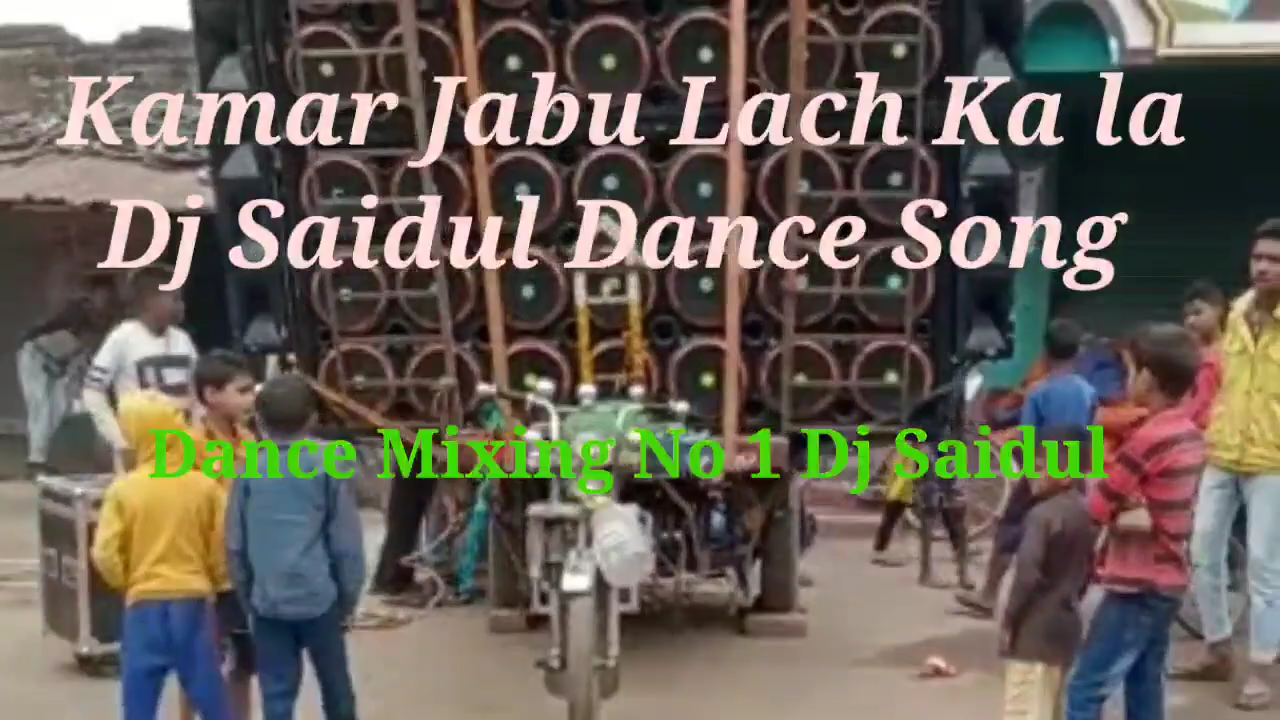 Kamar Jabu Lach Ka la
Dj Saidul Dance Song
Dance Mixing No 1 Dj Saidul